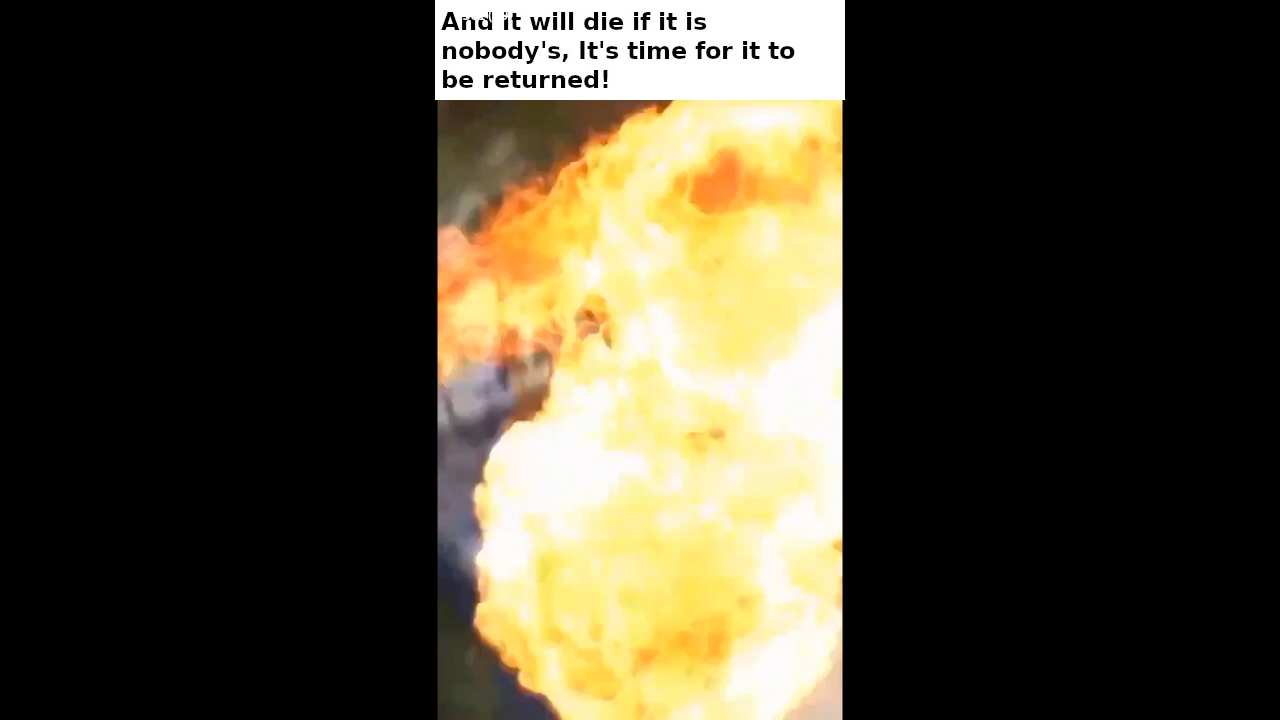 And it will die if it is
nobody's, It's time for it to
be returned!